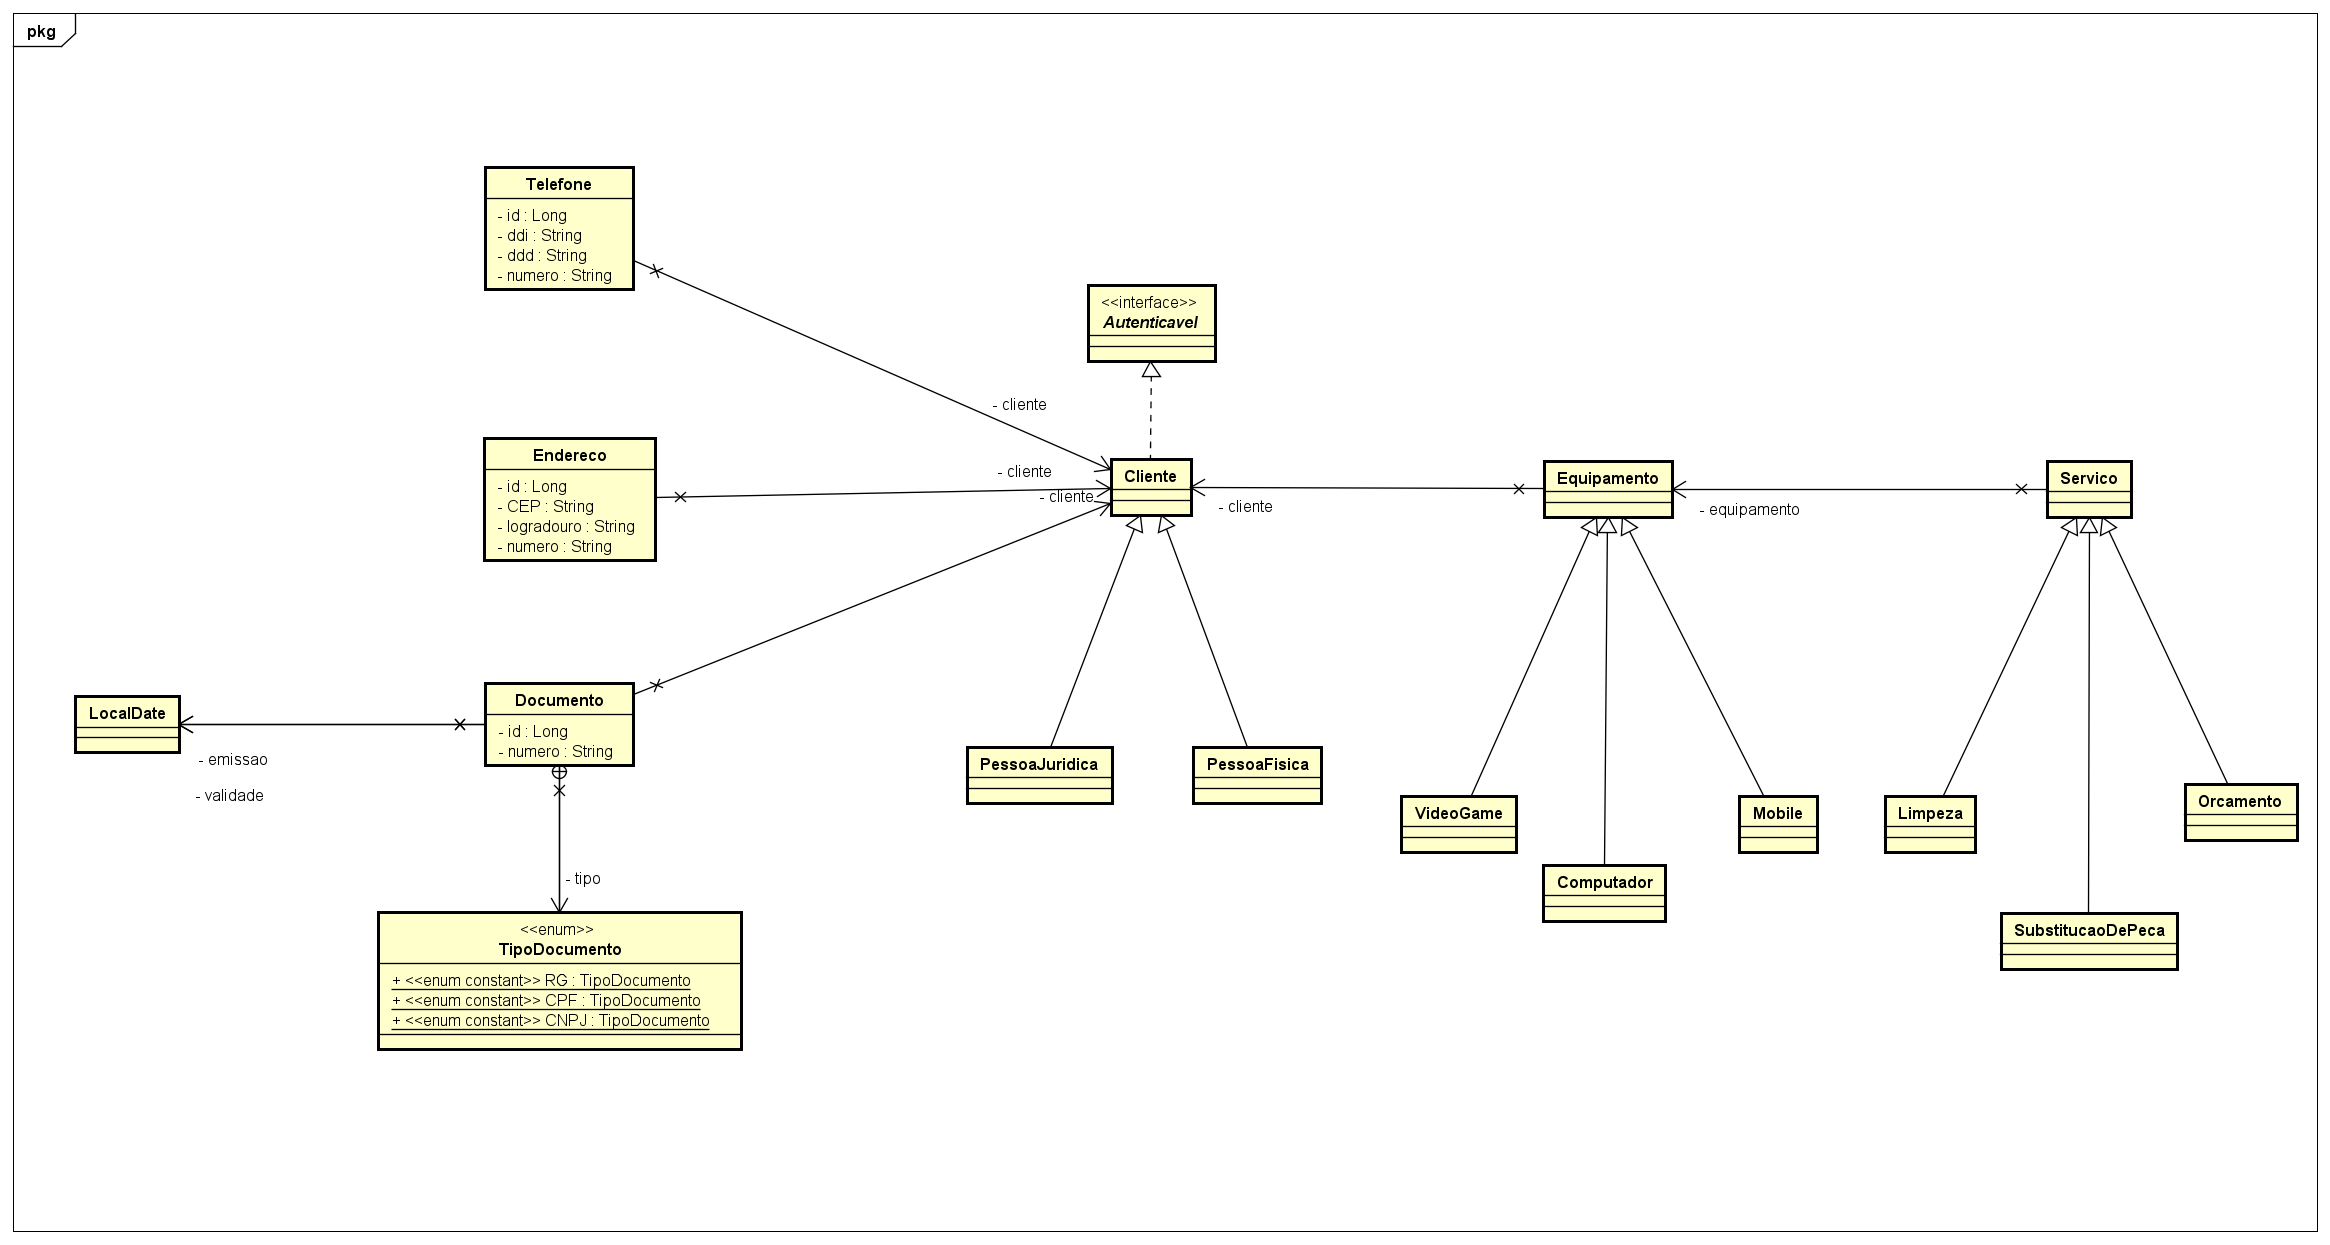 pkg
Telefone
- id : Long
- ddi : String
- ddd : String
- numero : String
<<interface>>
Autenticavel
- cliente
Endereco
- id : Long
- CEP : String
- logradouro : String
- numero : String
- cliente
- cliente
Cliente
- cliente
Equipamento
- equipamento
Servico
LocalDate
- emissao
- validade
Documento
- id : Long
- numero : String
- tipo
<<enum>>
TipoDocumento
+ <<enum constant>> RG : TipoDocumento
+ <<enum constant>> CPF : TipoDocumento
+ <<enum constant>> CNPJ : TipoDocumento
PessoaJuridica
PessoaFisica
VideoGame
Computador
Mobile
Limpeza
SubstitucaoDePeca
Orcamento